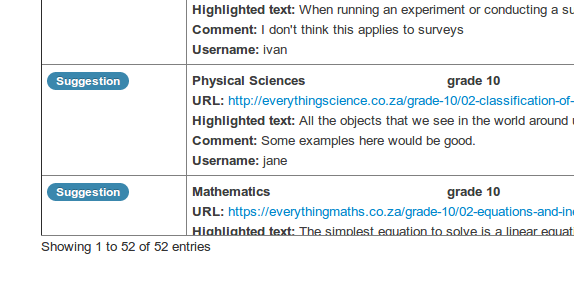 Highlighted text: When running an experiment or conducting a su
Comment: I don't think this applies to surveys
Username: ivan
Suggestion Physical Sciences grade 10
URL: http://everythingscience.co.za/grade-10/02-classification-of-
Highlighted text: All the objects that we see in the world around
Comment: Some examples here would be good.
Username: jane
Suggestion Mathematics grade 10
URL: https://everythingmaths.co.za/grade-10/02-equations-and-ine
Highlighted text: The simplest equation to solve is a linear equat
Showing 1 to 52 of 52 entries